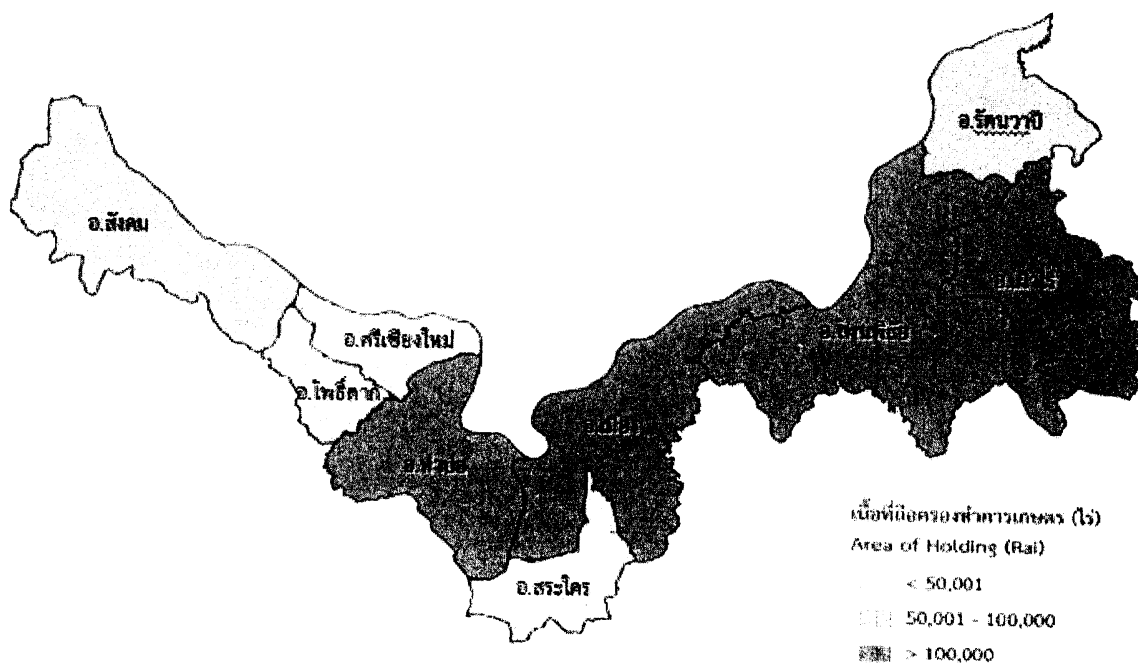 อ.รัตนวาปี
อ.สังคม
อ.ศรีเชียงใหม่
อ.โพธิ์ตาก
อ.สระใคร
เนื้อที่ถือครองทำการเกษตร (ไร่)
Area of Holding (Rai)
< 50,001
50,001 - 100,000
> 100,000